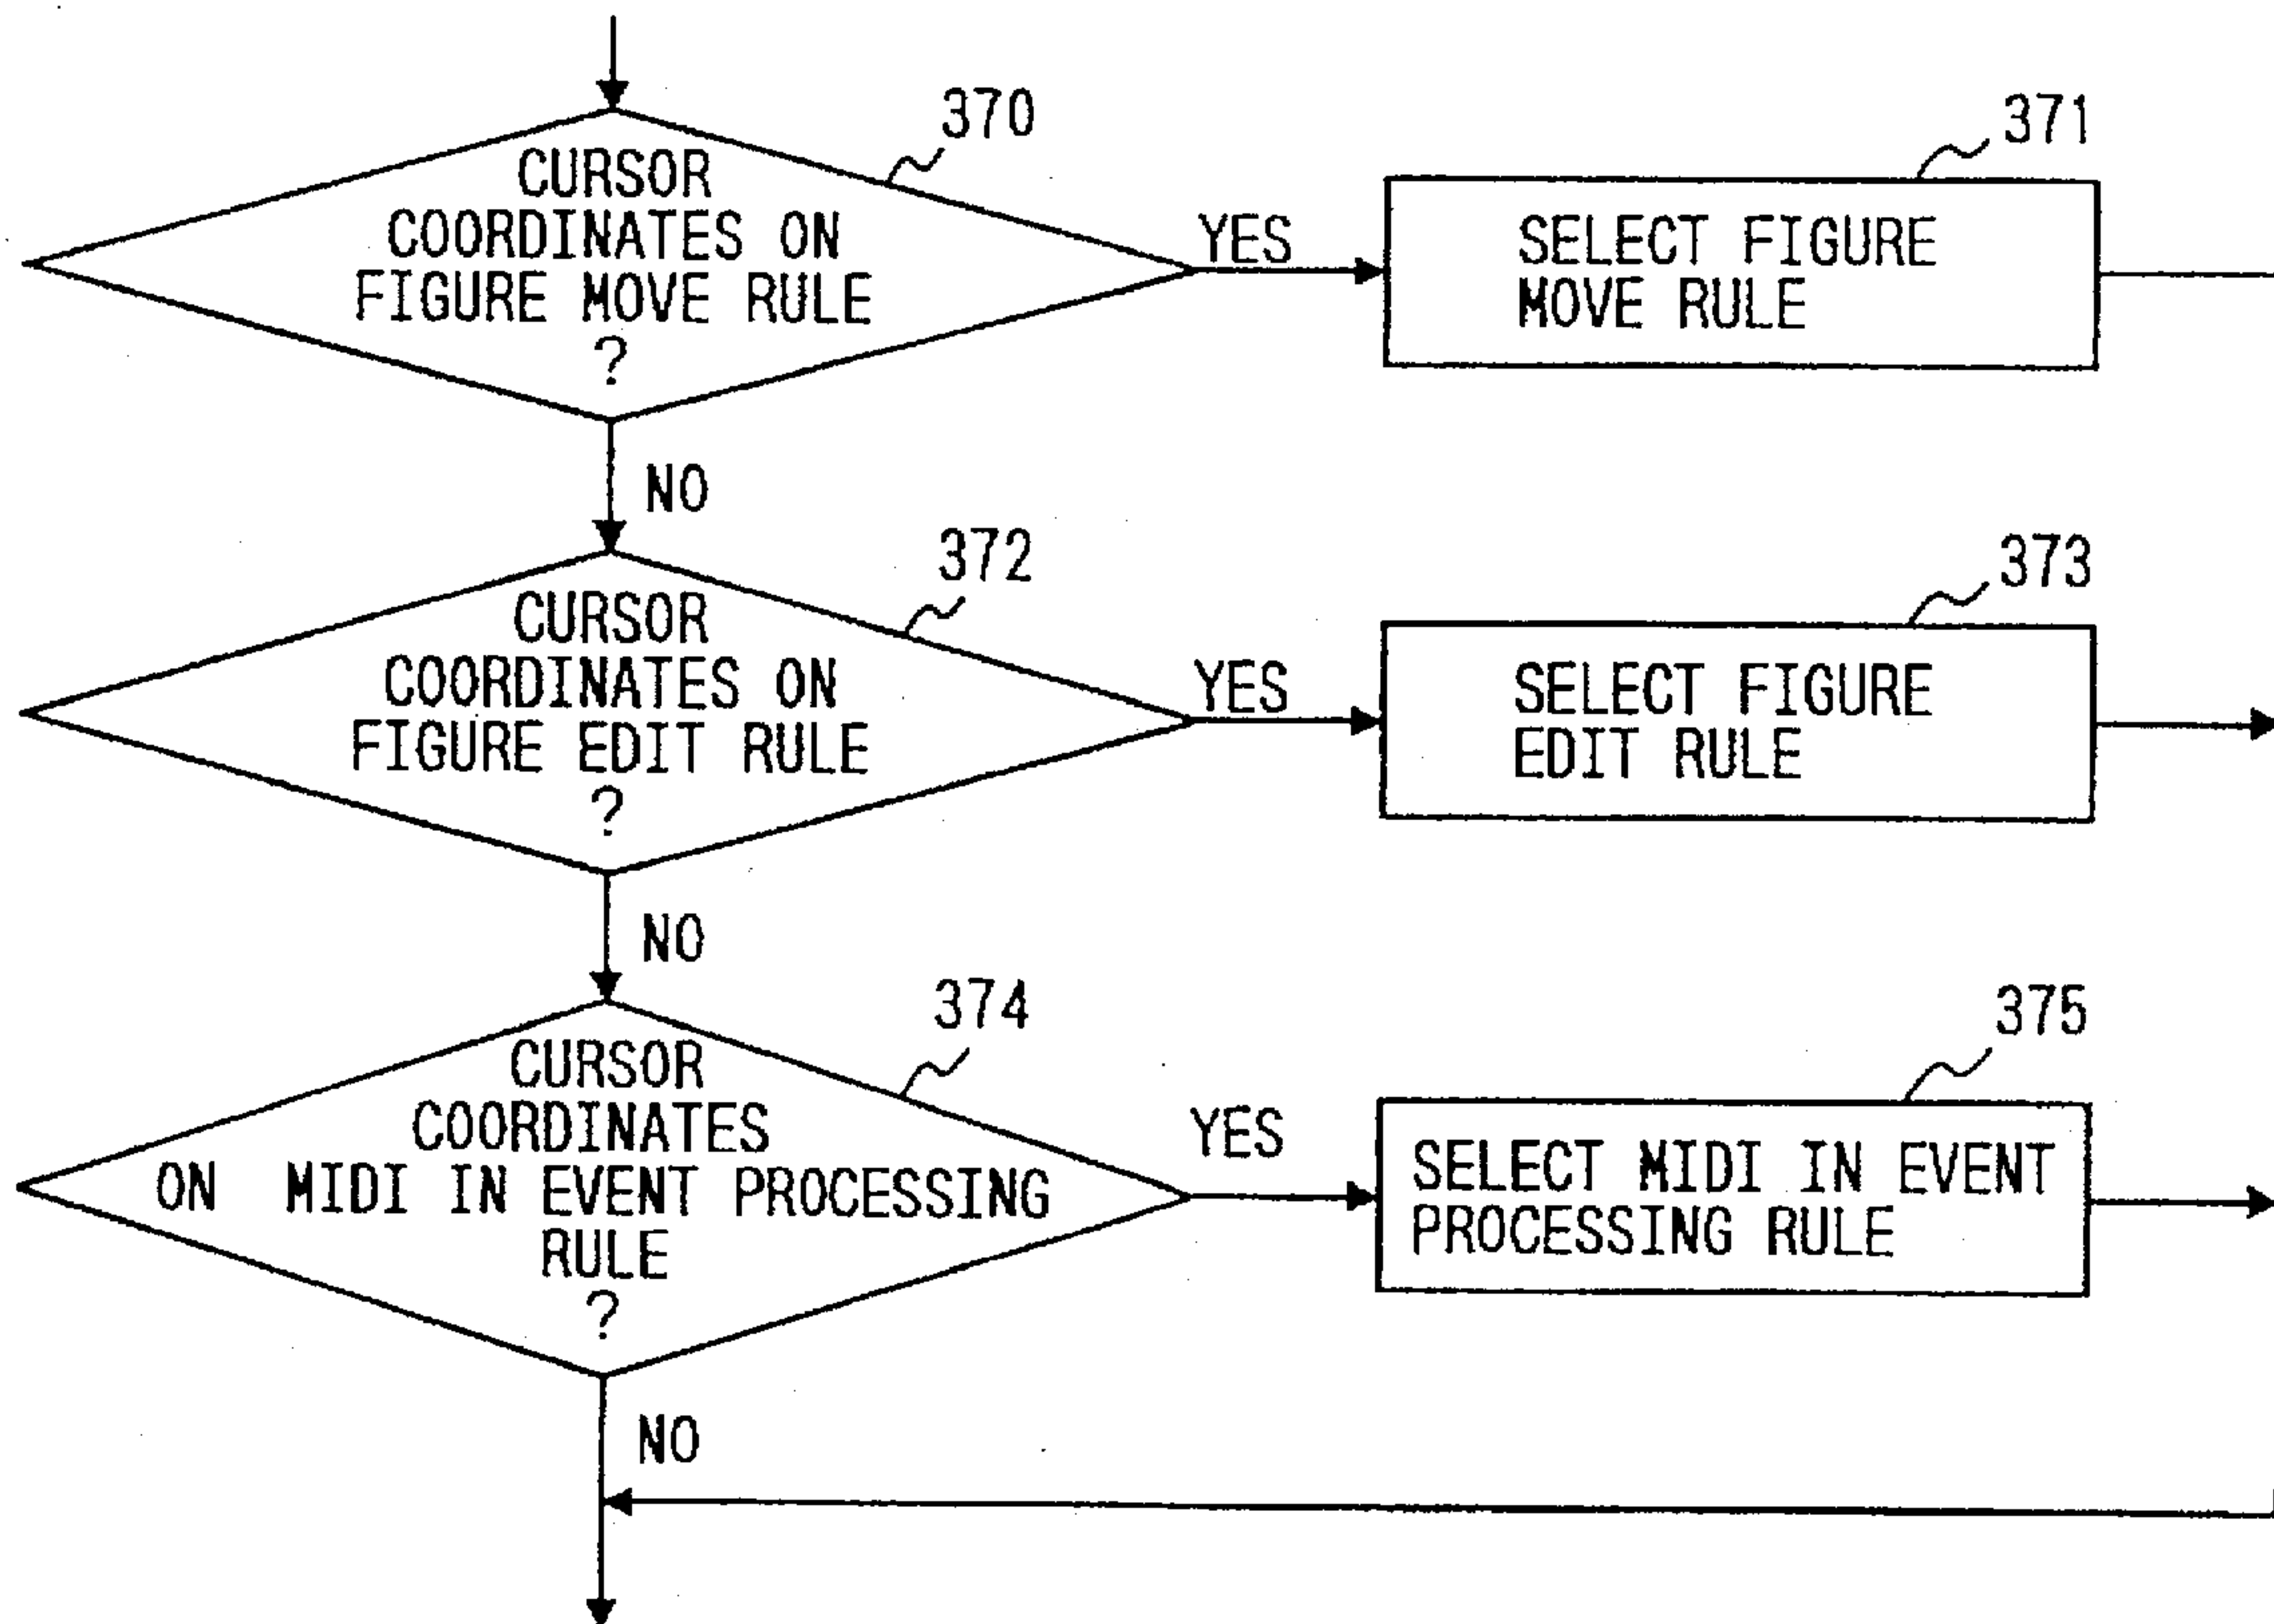 370
CURSOR
COORDINATES ON
FIGURE MOVE RULE
?
YES
371
SELECT FIGURE
MOVE RULE
NO
372
CURSOR
COORDINATES ON
FIGURE EDIT RULE
?
YES
373
SELECT FIGURE
EDIT RULE
NO
374
CURSOR
COORDINATES
ON MIDI IN EVENT PROCESSING
RULE
?
YES
375
SELECT MIDI IN EVENT
PROCESSING RULE
NO